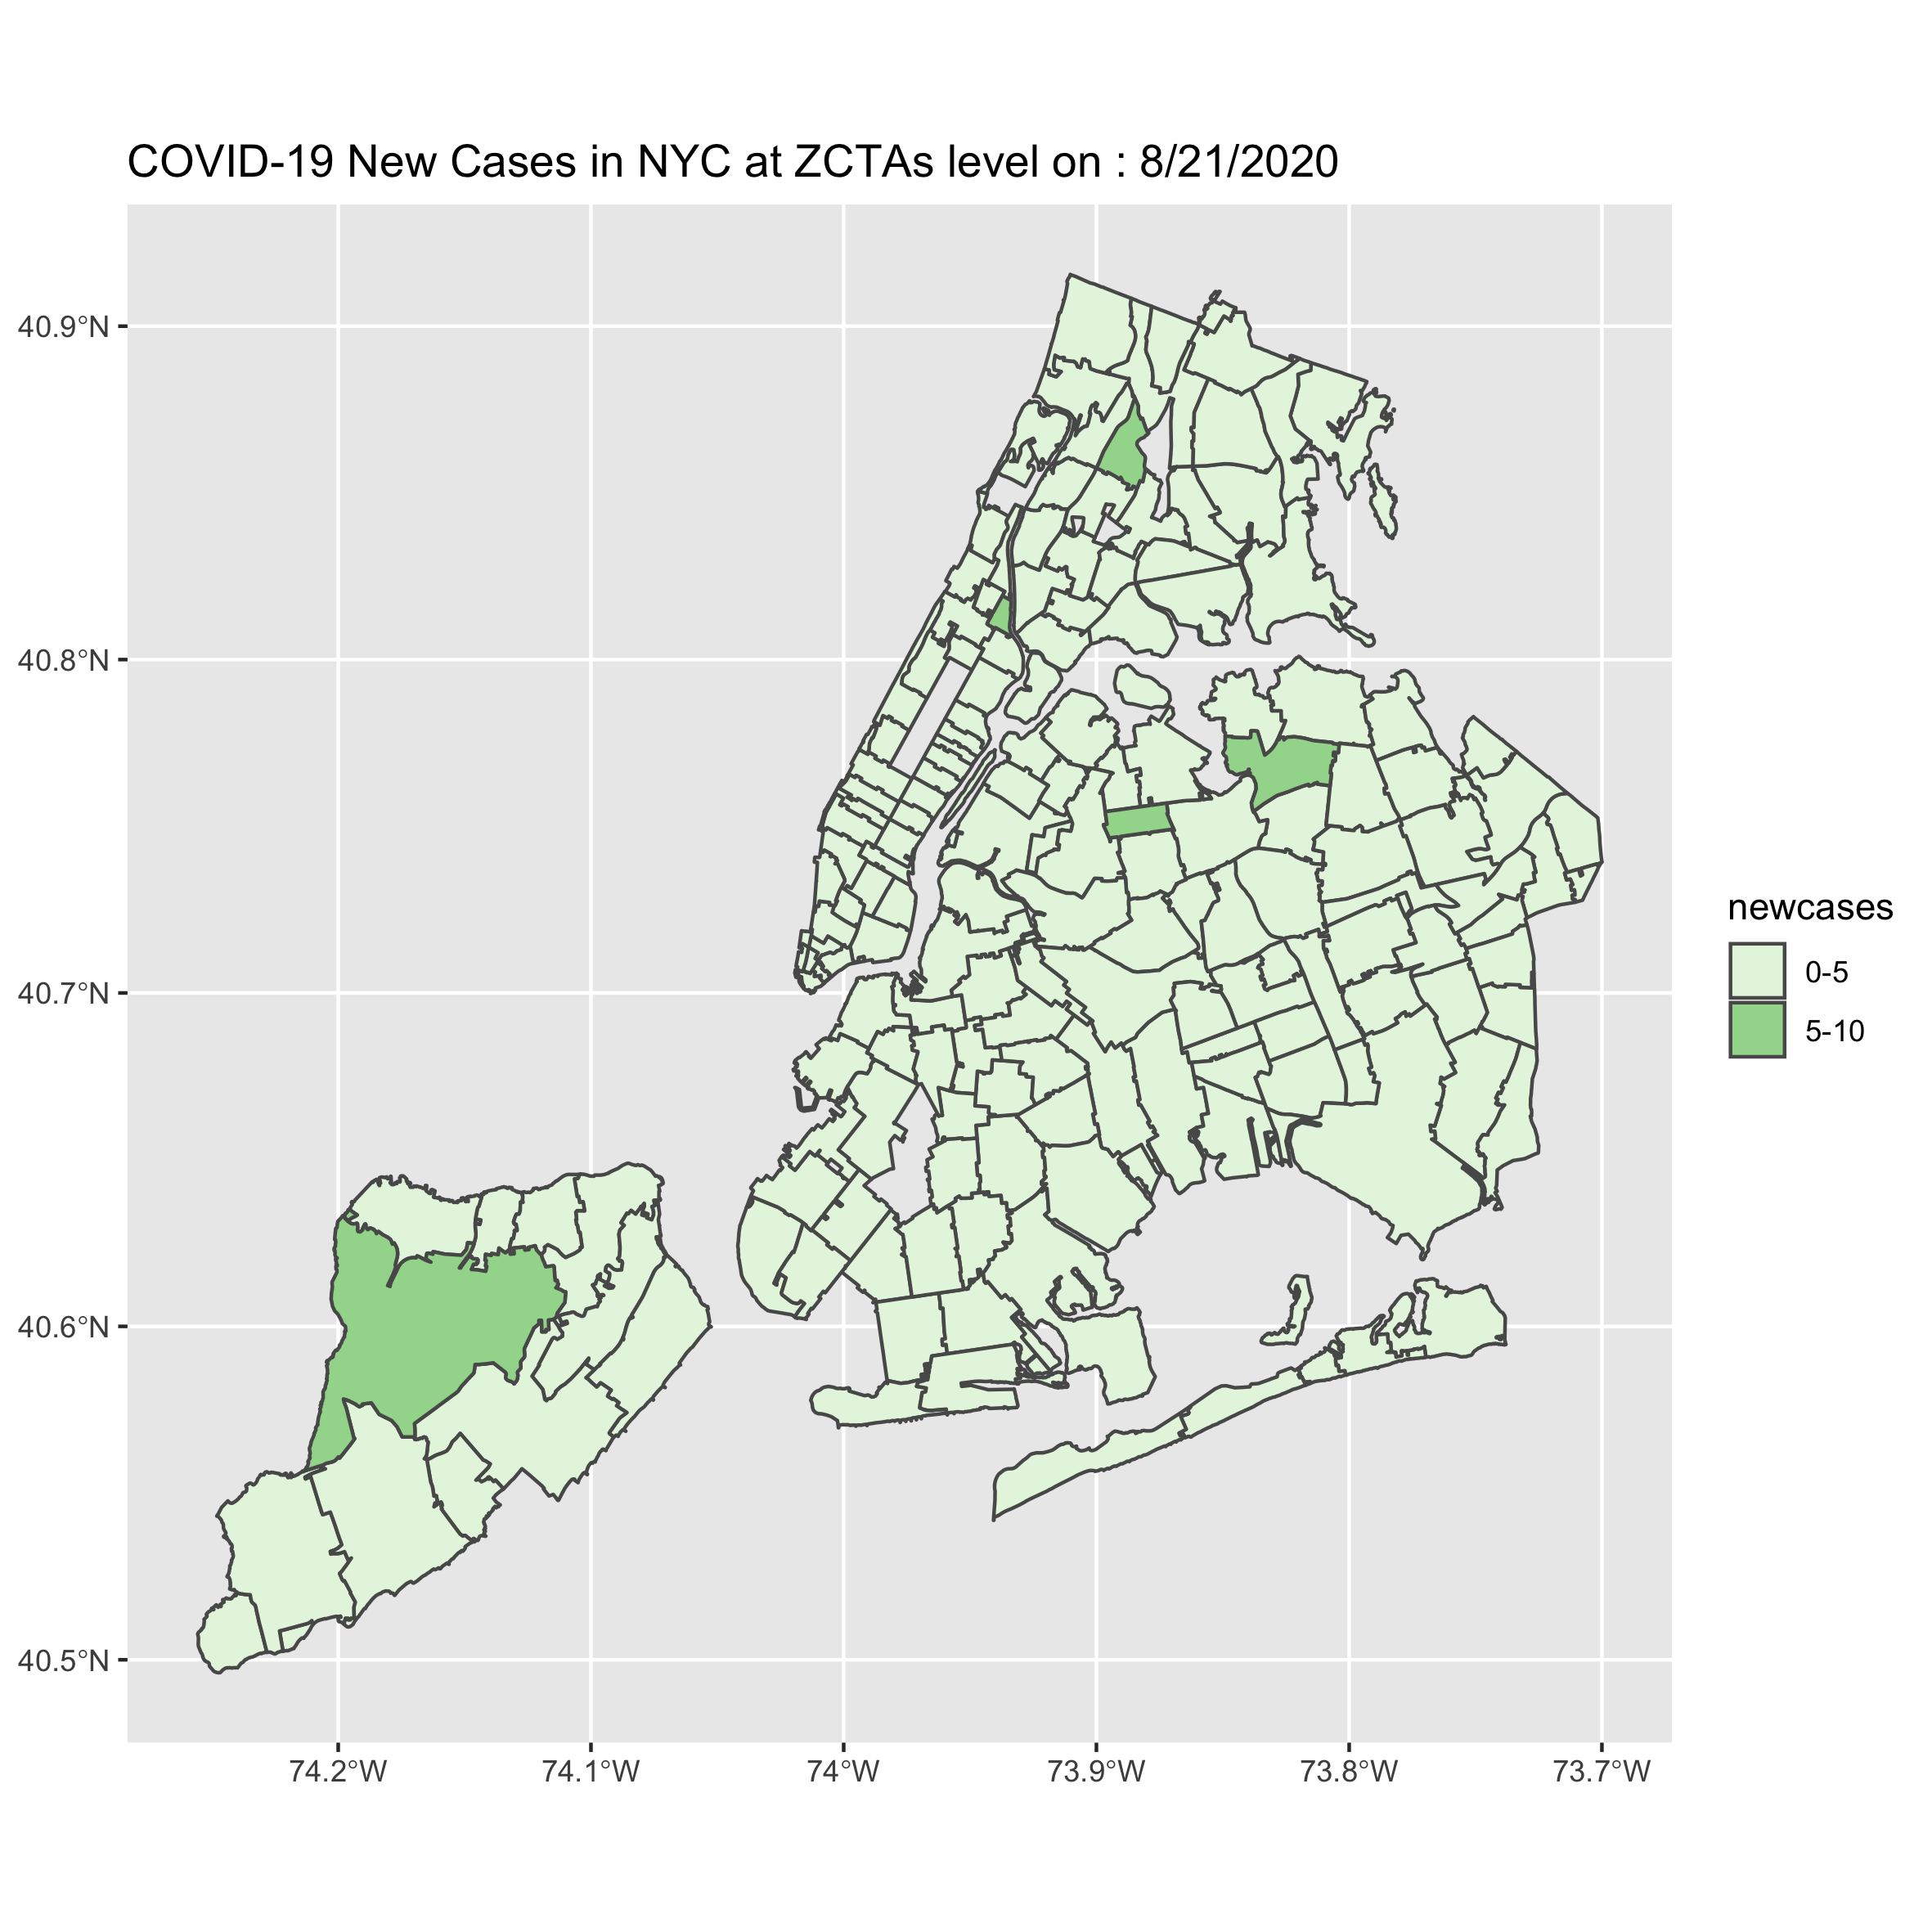 COVID-19 New Cases in NYC at ZCTAs level on : 8/21/2020
40.9°N
40.8°N
40.7°N
40.6°N
40.5°N
74.2°W
74.1°W
74°W
73.9°W
73.8°W
73.7°W
newcases
0-5
5-10